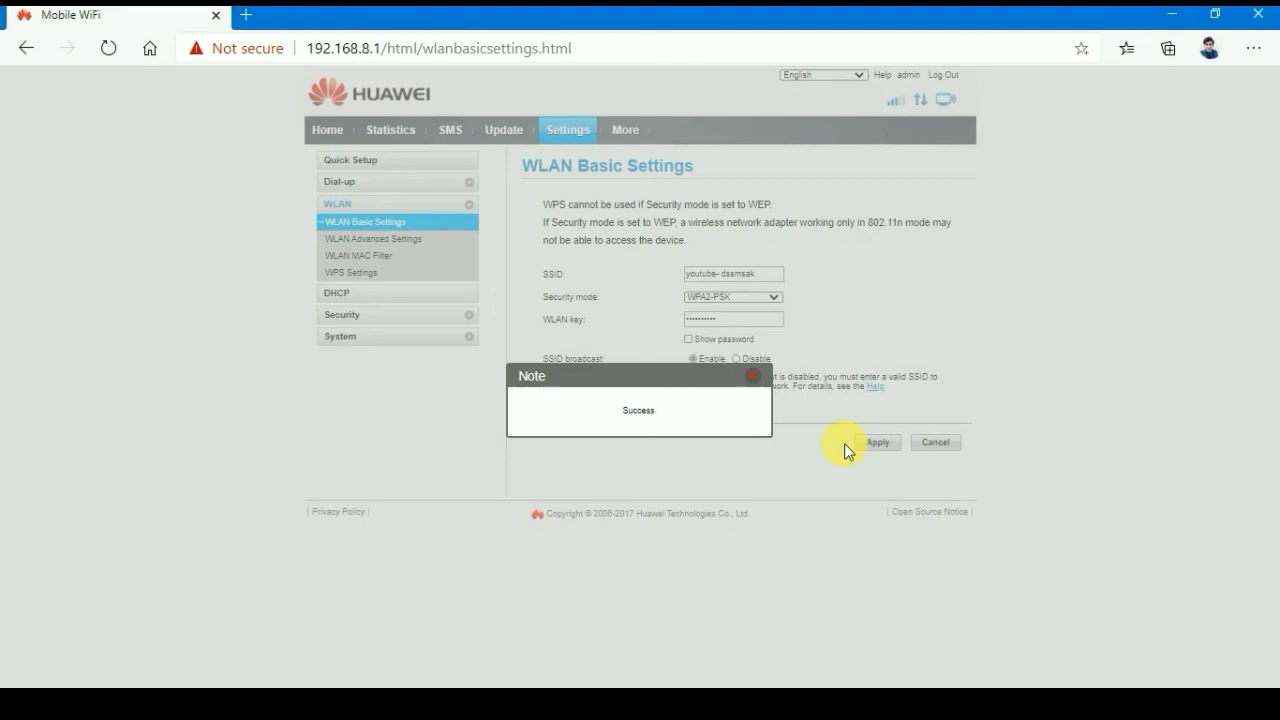 Mobile WiFi
Not secure
192.168.8.1/html/wlanbasicsettings.html
English
Help admin Log Out
HUAWEI
Home Statistics SMS Update Settings More
Quick Setup
Dial-up
WLAN
WLAN Basic Settings
WLAN Advanced Settings
WLAN MAC Filter
WPS Settings
DHCP
Security
System
WLAN Basic Settings
WPS cannot be used if Security mode is set to WEP.
If Security mode is set to WEP, a wireless network adapter working only in 802.11n mode may
not be able to access the device.
SSID: youtube- dssmsak
Security mode: WPA2-PSK
WLAN key: ••••••••••
Show password
SSID broadcast: Enable Disable
t is disabled, you must enter a valid SSID to
work. For details, see the Help.
Note
Success.
Apply Cancel
| Privacy Policy |
Copyright © 2006-2017 Huawei Technologies Co., Ltd.
| Open Source Notice |